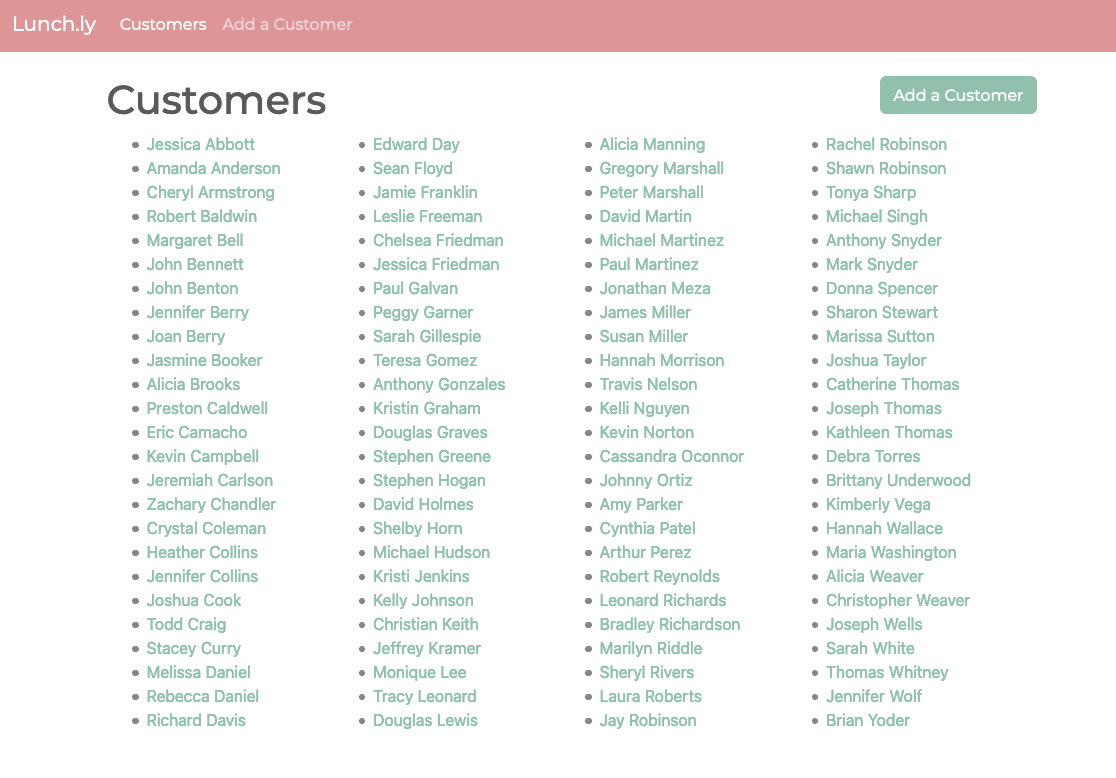 Lunch.ly Customers Add a Customer
Customers
Add a Customer
Jessica Abbott
Amanda Anderson
Cheryl Armstrong
Robert Baldwin
Margaret Bell
John Bennett
John Benton
Jennifer Berry
Joan Berry
Jasmine Booker
Alicia Brooks
Preston Caldwell
Eric Camacho
Kevin Campbell
Jeremiah Carlson
Zachary Chandler
Crystal Coleman
Heather Collins
Jennifer Collins
Joshua Cook
Todd Craig
Stacey Curry
Melissa Daniel
Rebecca Daniel
Richard Davis
Edward Day
Sean Floyd
Jamie Franklin
Leslie Freeman
Chelsea Friedman
Jessica Friedman
Paul Galvan
Peggy Garner
Sarah Gillespie
Teresa Gomez
Anthony Gonzales
Kristin Graham
Douglas Graves
Stephen Greene
Stephen Hogan
David Holmes
Shelby Horn
Michael Hudson
Kristi Jenkins
Kelly Johnson
Christian Keith
Jeffrey Kramer
Monique Lee
Tracy Leonard
Douglas Lewis
Alicia Manning
Gregory Marshall
Peter Marshall
David Martin
Michael Martinez
Paul Martinez
Jonathan Meza
James Miller
Susan Miller
Hannah Morrison
Travis Nelson
Kelli Nguyen
Kevin Norton
Cassandra Oconnor
Johnny Ortiz
Amy Parker
Cynthia Patel
Arthur Perez
Robert Reynolds
Leonard Richards
Bradley Richardson
Marilyn Riddle
Sheryl Rivers
Laura Roberts
Jay Robinson
Rachel Robinson
Shawn Robinson
Tonya Sharp
Michael Singh
Anthony Snyder
Mark Snyder
Donna Spencer
Sharon Stewart
Marissa Sutton
Joshua Taylor
Catherine Thomas
Joseph Thomas
Kathleen Thomas
Debra Torres
Brittany Underwood
Kimberly Vega
Hannah Wallace
Maria Washington
Alicia Weaver
Christopher Weaver
Joseph Wells
Sarah White
Thomas Whitney
Jennifer Wolf
Brian Yoder